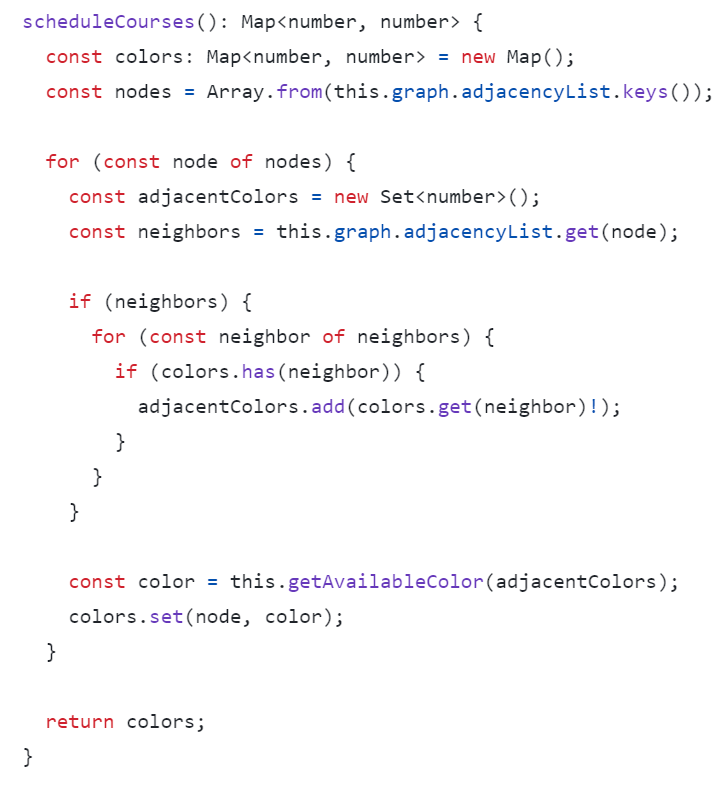 scheduleCourses(): Map<number, number> {
  const colors: Map<number, number> = new Map();
  const nodes = Array.from(this.graph.adjacencyList.keys());

  for (const node of nodes) {
    const adjacentColors = new Set<number>();
    const neighbors = this.graph.adjacencyList.get(node);

    if (neighbors) {
      for (const neighbor of neighbors) {
        if (colors.has(neighbor)) {
          adjacentColors.add(colors.get(neighbor)!);
        }
      }
    }

    const color = this.getAvailableColor(adjacentColors);
    colors.set(node, color);
  }

  return colors;
}